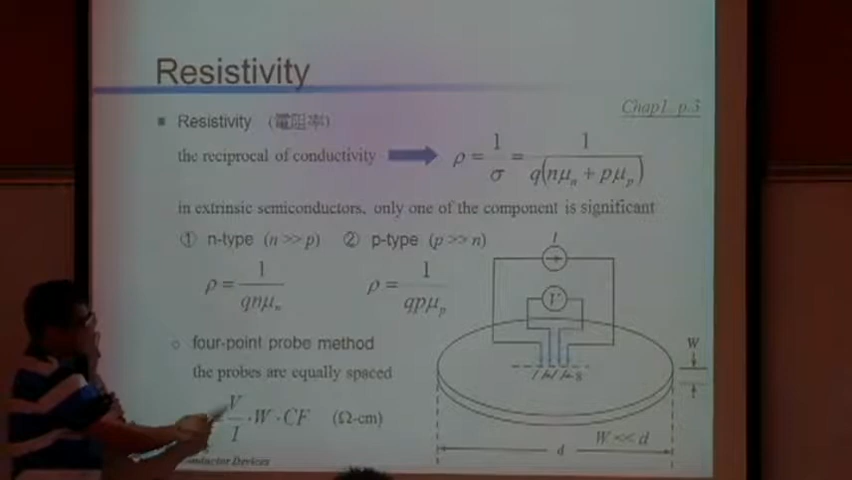 Resistivity
Chap1 p.3
■ Resistivity (電阻率)
the reciprocal of conductivity ρ = 1/σ = 1/q(nμₙ + pμₚ)
in extrinsic semiconductors, only one of the component is significant
① n-type (n >> p) ② p-type (p >> n)
ρ = 1/qnμₙ ρ = 1/qpμₚ
I
V
○ four-point probe method
the probes are equally spaced
V/I · W · CF (Ω-cm)
s
W
W << d
d
Devices